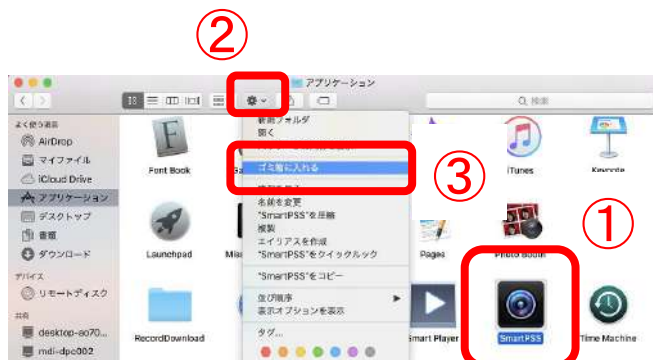 ②
アプリケーション
検索
よく使う項目
AirDrop
マイファイル
iCloud Drive
アプリケーション
デスクトップ
書類
ダウンロード
デバイス
リモートディスク
共有
desktop-ao70...
mdi-dpc002
Font Book
Launchpad
RecordDownload
新規フォルダ
開く
ゴミ箱に入れる
③
名前を変更
"SmartPSS"を圧縮
複製
エイリアスを作成
"SmartPSS"をクイックルック
"SmartPSS"をコピー
並び順序
表示オプションを表示
タグ...
iTunes
Keynote
Pages
Photo Booth
①
Smart Player
SmartPSS
Time Machine